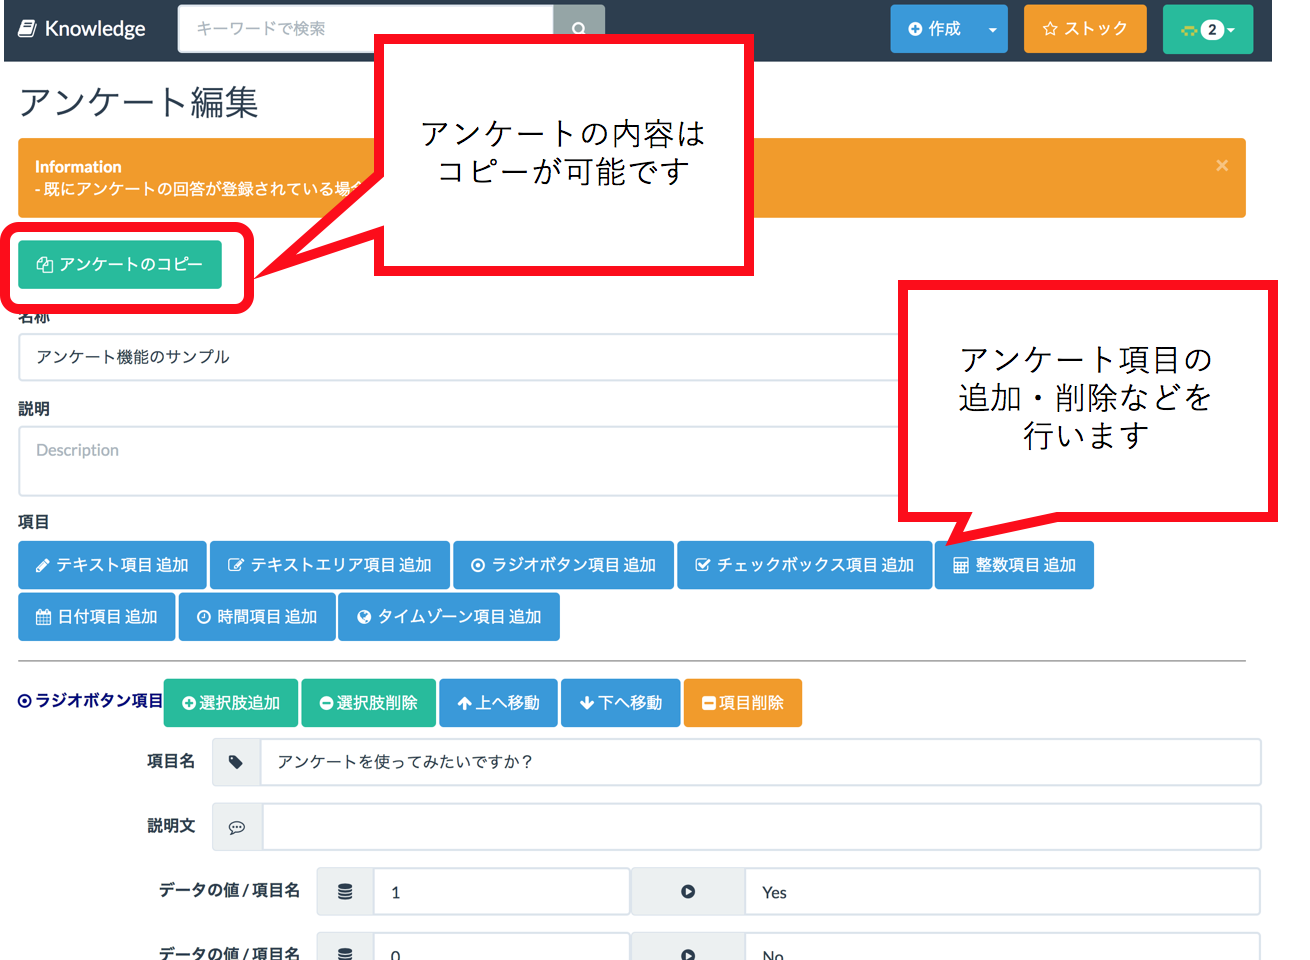 Knowledge
キーワードで検索
作成
ストック
2
アンケート編集
Information
- 既にアンケートの回答が登録されている場合
×
アンケートの内容は
コピーが可能です
アンケートのコピー
名称
アンケート機能のサンプル
説明
Description
アンケート項目の
追加・削除などを
行います
項目
テキスト項目 追加
テキストエリア項目 追加
ラジオボタン項目 追加
チェックボックス項目 追加
整数項目 追加
日付項目 追加
時間項目 追加
タイムゾーン項目 追加
ラジオボタン項目
選択肢追加
選択肢削除
上へ移動
下へ移動
項目削除
項目名
アンケートを使ってみたいですか？
説明文
データの値 / 項目名
1
Yes
データの値 / 項目名
0
No